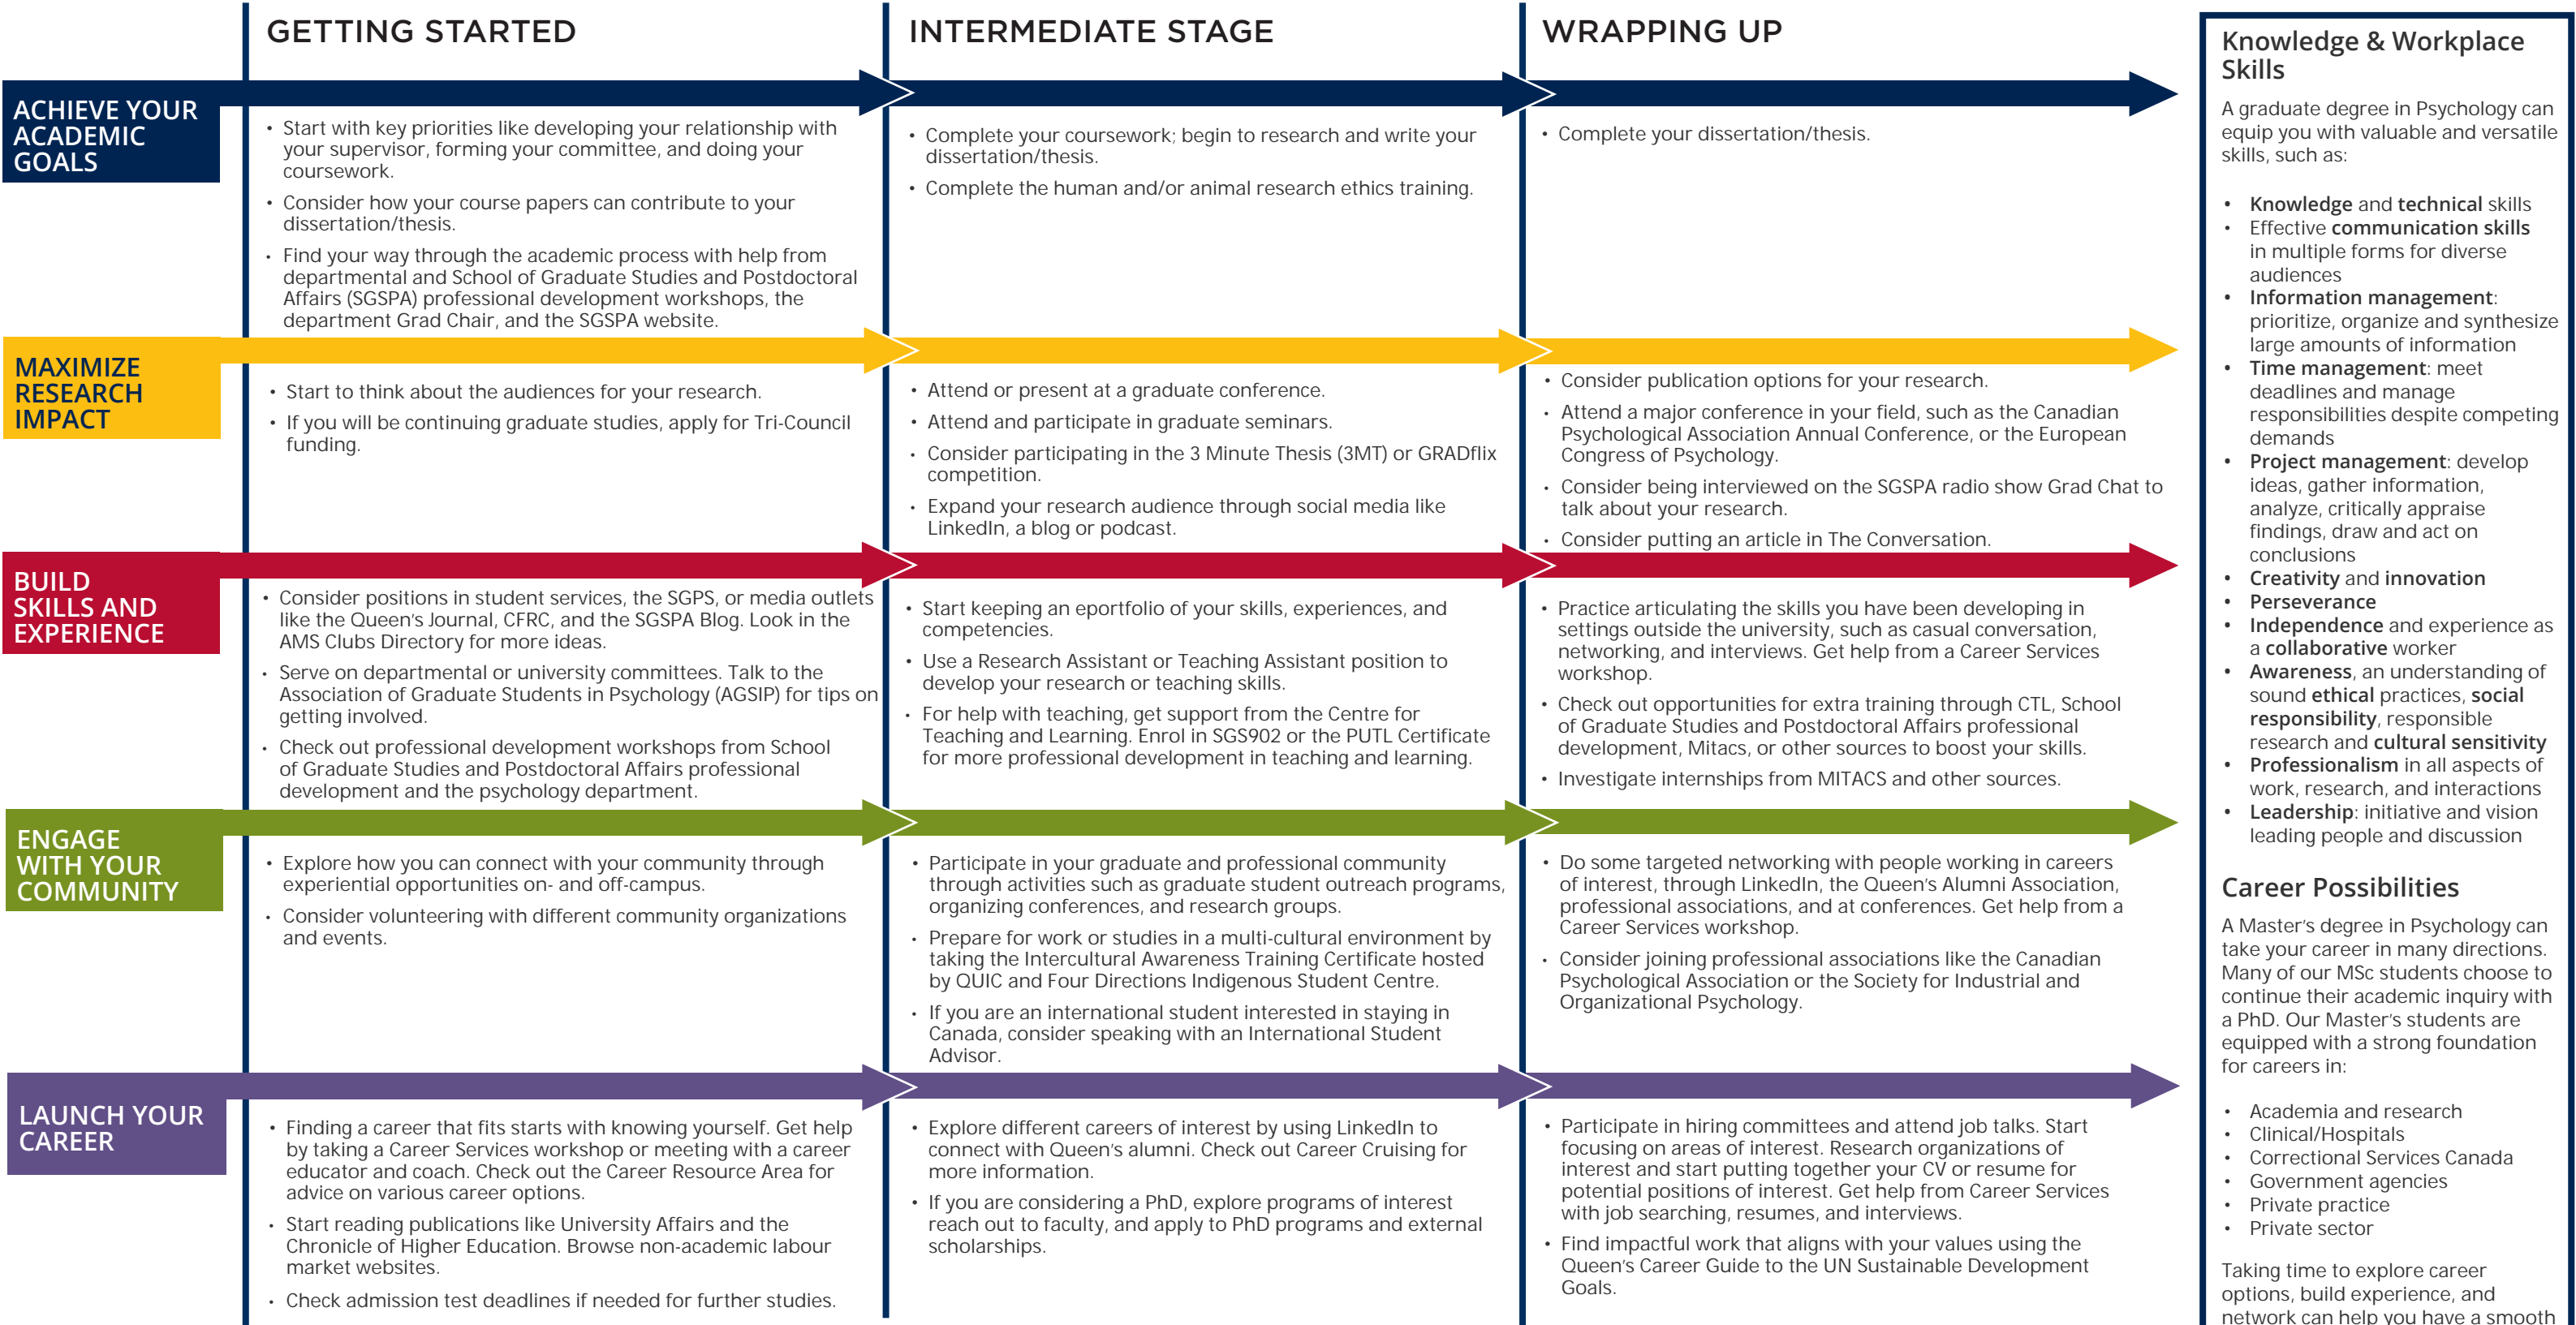 GETTING STARTED
INTERMEDIATE STAGE
WRAPPING UP
ACHIEVE YOUR
ACADEMIC
GOALS
• Start with key priorities like developing your relationship with
your supervisor, forming your committee, and doing your
coursework.
• Consider how your course papers can contribute to your
dissertation/thesis.
• Find your way through the academic process with help from
departmental and School of Graduate Studies and Postdoctoral
Affairs (SGSPA) professional development workshops, the
department Grad Chair, and the SGSPA website.
• Complete your coursework; begin to research and write your
dissertation/thesis.
• Complete the human and/or animal research ethics training.
• Complete your dissertation/thesis.
MAXIMIZE
RESEARCH
IMPACT
• Start to think about the audiences for your research.
• If you will be continuing graduate studies, apply for Tri-Council
funding.
• Attend or present at a graduate conference.
• Attend and participate in graduate seminars.
• Consider participating in the 3 Minute Thesis (3MT) or GRADflix
competition.
• Expand your research audience through social media like
LinkedIn, a blog or podcast.
• Consider publication options for your research.
• Attend a major conference in your field, such as the Canadian
Psychological Association Annual Conference, or the European
Congress of Psychology.
• Consider being interviewed on the SGSPA radio show Grad Chat to
talk about your research.
• Consider putting an article in The Conversation.
BUILD
SKILLS AND
EXPERIENCE
• Consider positions in student services, the SGPS, or media outlets
like the Queen's Journal, CFRC, and the SGSPA Blog. Look in the
AMS Clubs Directory for more ideas.
• Serve on departmental or university committees. Talk to the
Association of Graduate Students in Psychology (AGSIP) for tips on
getting involved.
• Check out professional development workshops from School
of Graduate Studies and Postdoctoral Affairs professional
development and the psychology department.
• Start keeping an eportfolio of your skills, experiences, and
competencies.
• Use a Research Assistant or Teaching Assistant position to
develop your research or teaching skills.
• For help with teaching, get support from the Centre for
Teaching and Learning. Enrol in SGS902 or the PUTL Certificate
for more professional development in teaching and learning.
• Practice articulating the skills you have been developing in
settings outside the university, such as casual conversation,
networking, and interviews. Get help from a Career Services
workshop.
• Check out opportunities for extra training through CTL, School
of Graduate Studies and Postdoctoral Affairs professional
development, Mitacs, or other sources to boost your skills.
• Investigate internships from MITACS and other sources.
ENGAGE
WITH YOUR
COMMUNITY
• Explore how you can connect with your community through
experiential opportunities on- and off-campus.
• Consider volunteering with different community organizations
and events.
• Participate in your graduate and professional community
through activities such as graduate student outreach programs,
organizing conferences, and research groups.
• Prepare for work or studies in a multi-cultural environment by
taking the Intercultural Awareness Training Certificate hosted
by QUIC and Four Directions Indigenous Student Centre.
• If you are an international student interested in staying in
Canada, consider speaking with an International Student
Advisor.
• Do some targeted networking with people working in careers
of interest, through LinkedIn, the Queen's Alumni Association,
professional associations, and at conferences. Get help from a
Career Services workshop.
• Consider joining professional associations like the Canadian
Psychological Association or the Society for Industrial and
Organizational Psychology.
LAUNCH YOUR
CAREER
• Finding a career that fits starts with knowing yourself. Get help
by taking a Career Services workshop or meeting with a career
educator and coach. Check out the Career Resource Area for
advice on various career options.
• Start reading publications like University Affairs and the
Chronicle of Higher Education. Browse non-academic labour
market websites.
• Check admission test deadlines if needed for further studies.
• Explore different careers of interest by using LinkedIn to
connect with Queen's alumni. Check out Career Cruising for
more information.
• If you are considering a PhD, explore programs of interest
reach out to faculty, and apply to PhD programs and external
scholarships.
• Participate in hiring committees and attend job talks. Start
focusing on areas of interest. Research organizations of
interest and start putting together your CV or resume for
potential positions of interest. Get help from Career Services
with job searching, resumes, and interviews.
• Find impactful work that aligns with your values using the
Queen's Career Guide to the UN Sustainable Development
Goals.
Knowledge & Workplace
Skills
A graduate degree in Psychology can
equip you with valuable and versatile
skills, such as:
• Knowledge and technical skills
• Effective communication skills
in multiple forms for diverse
audiences
• Information management:
prioritize, organize and synthesize
large amounts of information
• Time management: meet
deadlines and manage
responsibilities despite competing
demands
• Project management: develop
ideas, gather information,
analyze, critically appraise
findings, draw and act on
conclusions
• Creativity and innovation
• Perseverance
• Independence and experience as
a collaborative worker
• Awareness, an understanding of
sound ethical practices, social
responsibility, responsible
research and cultural sensitivity
• Professionalism in all aspects of
work, research, and interactions
• Leadership: initiative and vision
leading people and discussion
Career Possibilities
A Master's degree in Psychology can
take your career in many directions.
Many of our MSc students choose to
continue their academic inquiry with
a PhD. Our Master's students are
equipped with a strong foundation
for careers in:
• Academia and research
• Clinical/Hospitals
• Correctional Services Canada
• Government agencies
• Private practice
• Private sector
Taking time to explore career
options, build experience, and
network can help you have a smooth